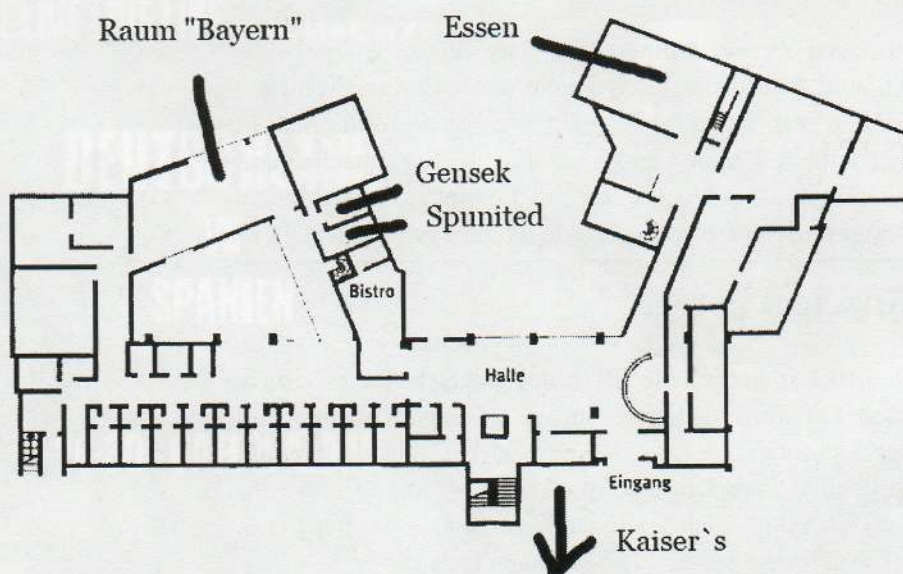 Raum "Bayern"
Essen
Gensek
Spunited
Bistro
Halle
Eingang
Kaiser`s